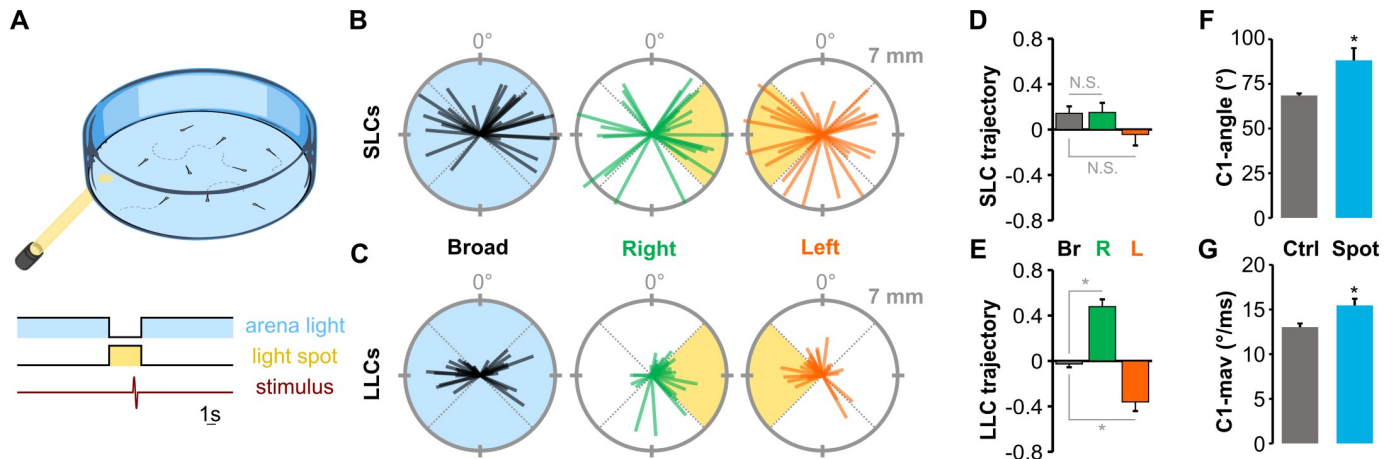 A
arena light
light spot
stimulus
1s
B
SLCs
0°
0°
0°
7 mm
C
Broad
Right
Left
LLCs
0°
0°
0°
7 mm
D
SLC trajectory
0.8
0.4
0
-0.4
-0.8
N.S.
N.S.
E
Br R L
LLC trajectory
0.8
0.4
0
-0.4
-0.8
*
*
F
C1-angle (°)
100
75
50
25
0
*
G
Ctrl Spot
C1-mav (°/ms)
20
15
10
5
0
*